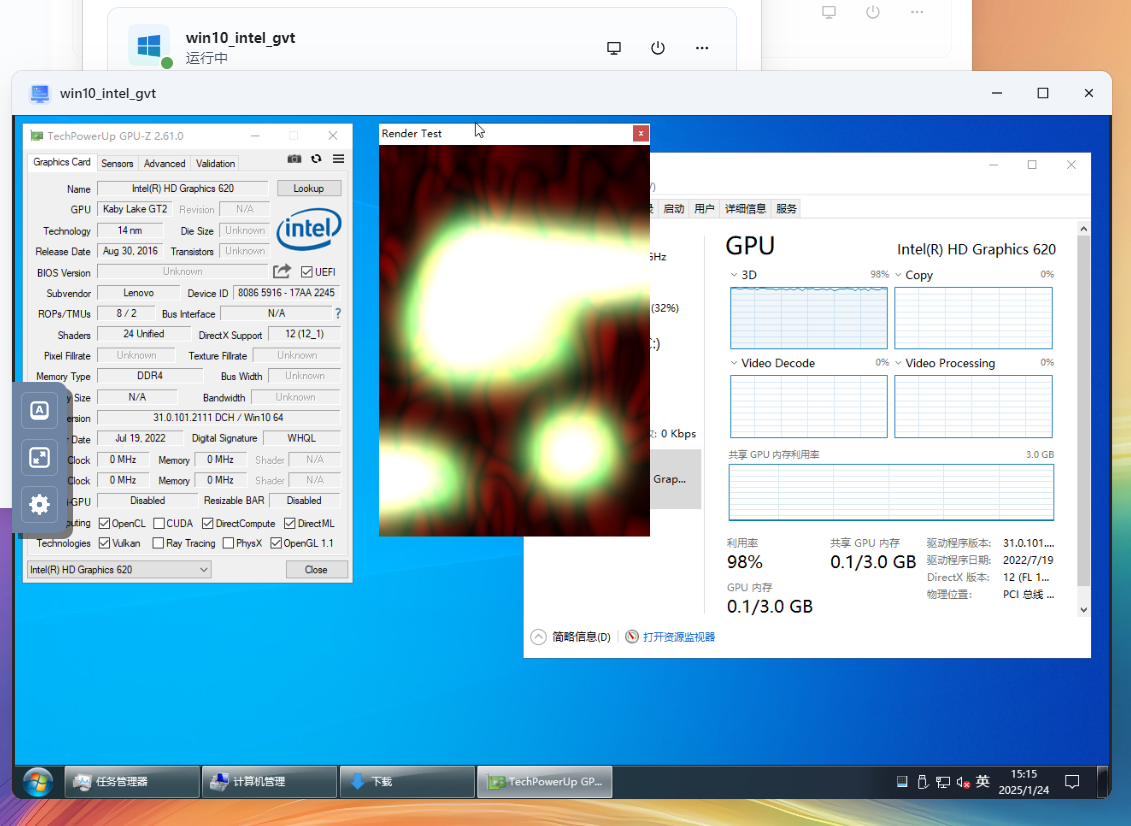 win10_intel_gvt
运行中
win10_intel_gvt
TechPowerUp GPU-Z 2.61.0
Graphics Card
Sensors
Advanced
Validation
Name
Intel(R) HD Graphics 620
Lookup
GPU
Kaby Lake GT2
Revision
N/A
intel
Technology
14 nm
Die Size
Unknown
Release Date
Aug 30, 2016
Transistors
Unknown
BIOS Version
Unknown
UEFI
Subvendor
Lenovo
Device ID
8086 5916 - 17AA 2245
ROPs/TMUs
8 / 2
Bus Interface
N/A
?
Shaders
24 Unified
DirectX Support
12 (12_1)
Pixel Fillrate
Unknown
Texture Fillrate
Unknown
Memory Type
DDR4
Bus Width
Unknown
Size
N/A
Bandwidth
Unknown
ersion
31.0.101.2111 DCH / Win10 64
Date
Jul 19, 2022
Digital Signature
WHQL
Clock
0 MHz
Memory
0 MHz
Shader
N/A
Clock
0 MHz
Memory
0 MHz
Shader
N/A
GPU
Disabled
Resizable BAR
Disabled
uting
OpenCL
CUDA
DirectCompute
DirectML
Technologies
Vulkan
Ray Tracing
PhysX
OpenGL 1.1
Intel(R) HD Graphics 620
Close
A
Render Test
x
启动
用户
详细信息
服务
GHz
(32%)
C:)
0 Kbps
Grap...
GPU
Intel(R) HD Graphics 620
3D
98%
Copy
0%
Video Decode
0%
Video Processing
0%
共享 GPU 内存利用率
3.0 GB
利用率
98%
共享 GPU 内存
0.1/3.0 GB
GPU 内存
0.1/3.0 GB
驱动程序版本:
31.0.101....
驱动程序日期:
2022/7/19
DirectX 版本:
12 (FL 1...
物理位置:
PCI 总线 ...
简略信息(D)
打开资源监视器
任务管理器
计算机管理
下载
TechPowerUp GP...
英
15:15
2025/1/24